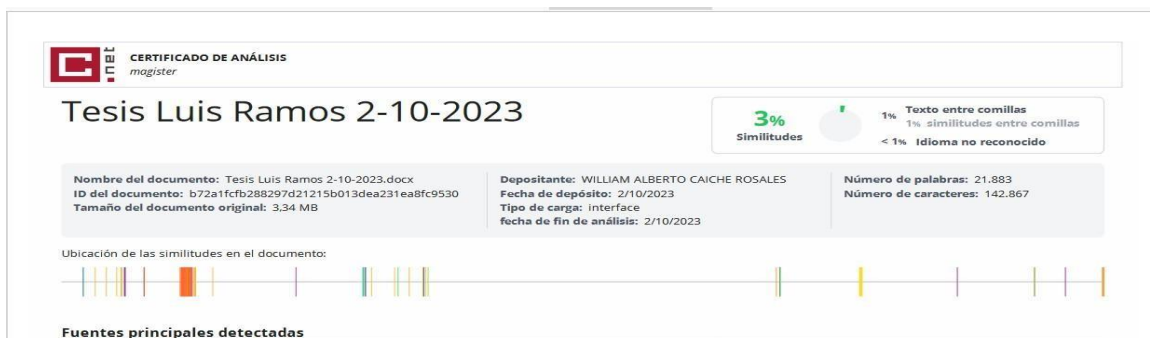 C .net
CERTIFICADO DE ANÁLISIS
magister
Tesis Luis Ramos 2-10-2023
3%
Similitudes
1% Texto entre comillas
1% similitudes entre comillas
< 1% Idioma no reconocido
Nombre del documento: Tesis Luis Ramos 2-10-2023.docx
ID del documento: b72a1fcfb288297d21215b013dea231ea8fc9530
Tamaño del documento original: 3,34 MB
Depositante: WILLIAM ALBERTO CAICHE ROSALES
Fecha de depósito: 2/10/2023
Tipo de carga: interface
fecha de fin de análisis: 2/10/2023
Número de palabras: 21.883
Número de caracteres: 142.867
Ubicación de las similitudes en el documento:
Fuentes principales detectadas